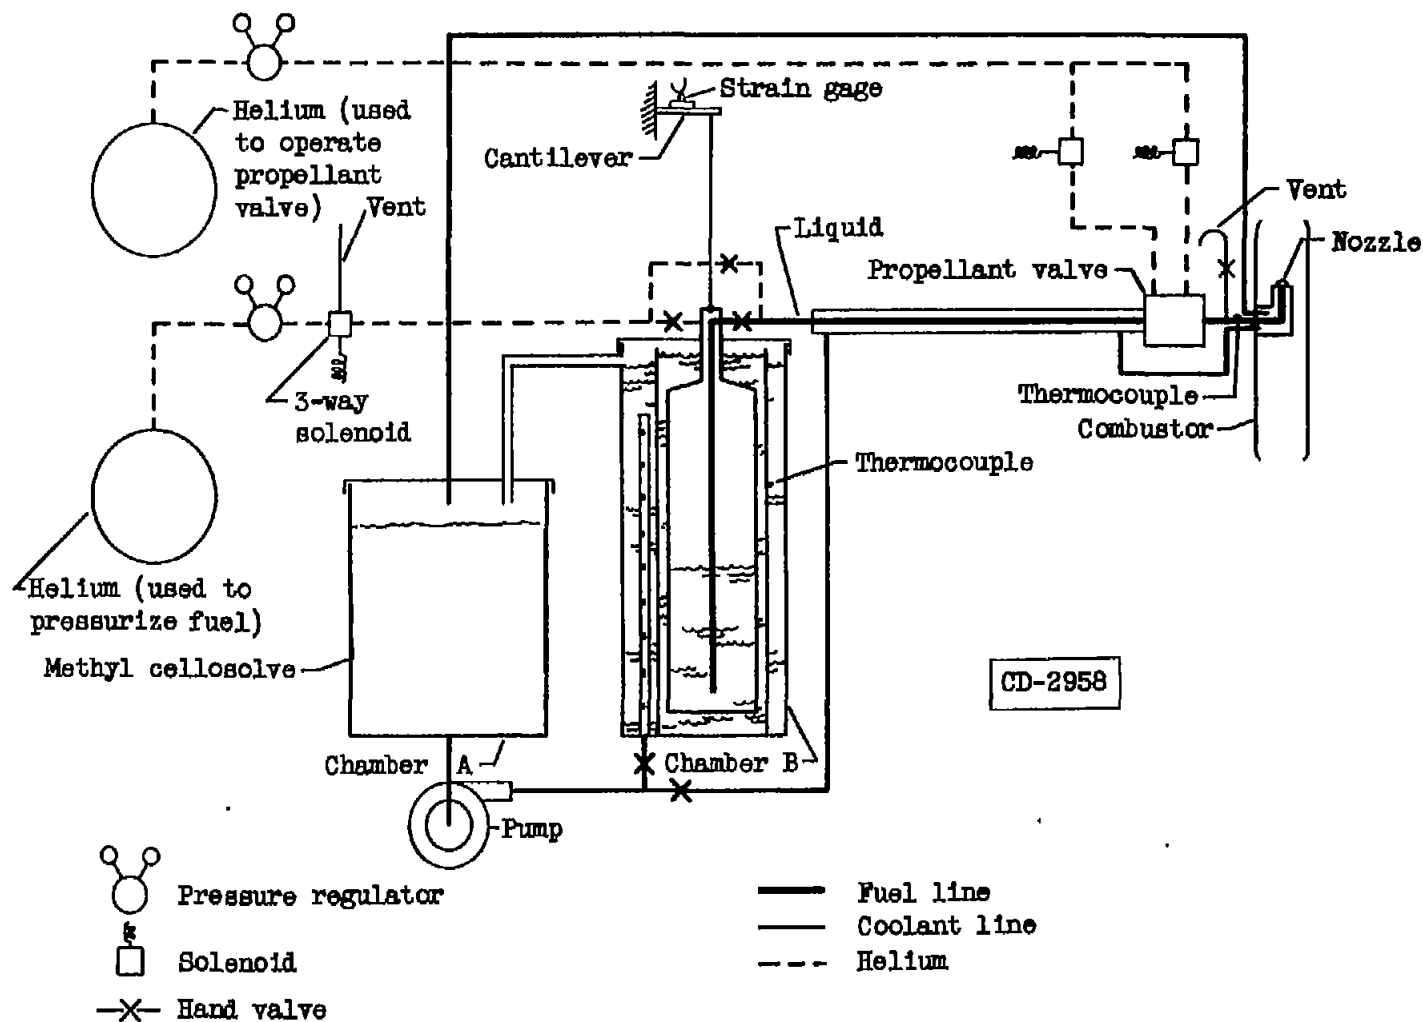 Strain gage
Helium (used
to operate
propellant
valve)
Cantilever
Vent
Vent
Liquid
Nozzle
Propellant valve
3-way
solenoid
Thermocouple
Combustor
Thermocouple
Helium (used to
pressurize fuel)
Methyl cellosolve
CD-2958
Chamber A
Chamber B
Pump
Pressure regulator
Solenoid
Hand valve
Fuel line
Coolant line
Helium